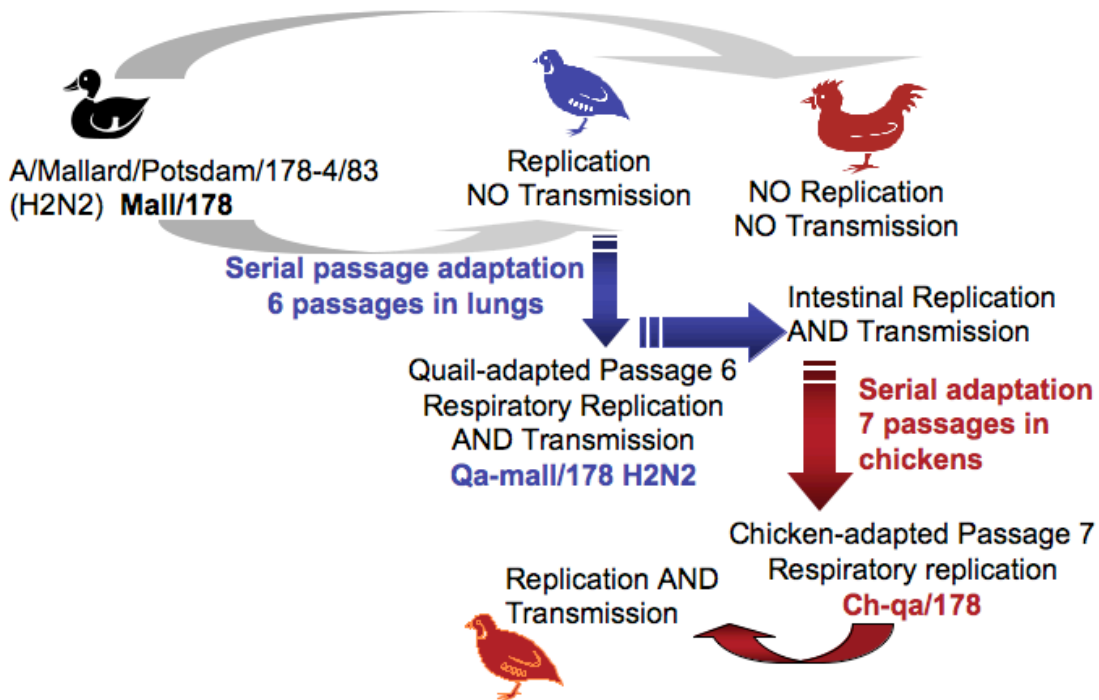 A/Mallard/Potsdam/178-4/83
(H2N2) Mall/178
Replication
NO Transmission
NO Replication
NO Transmission
Serial passage adaptation
6 passages in lungs
Intestinal Replication
AND Transmission
Quail-adapted Passage 6
Respiratory Replication
AND Transmission
Qa-mall/178 H2N2
Serial adaptation
7 passages in
chickens
Chicken-adapted Passage 7
Respiratory replication
Ch-qa/178
Replication AND
Transmission